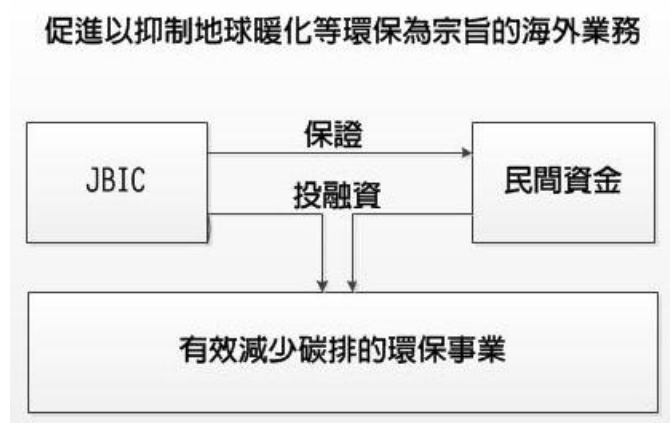 促進以抑制地球暖化等環保為宗旨的海外業務
保證
JBIC
民間資金
投融資
有效減少碳排的環保事業